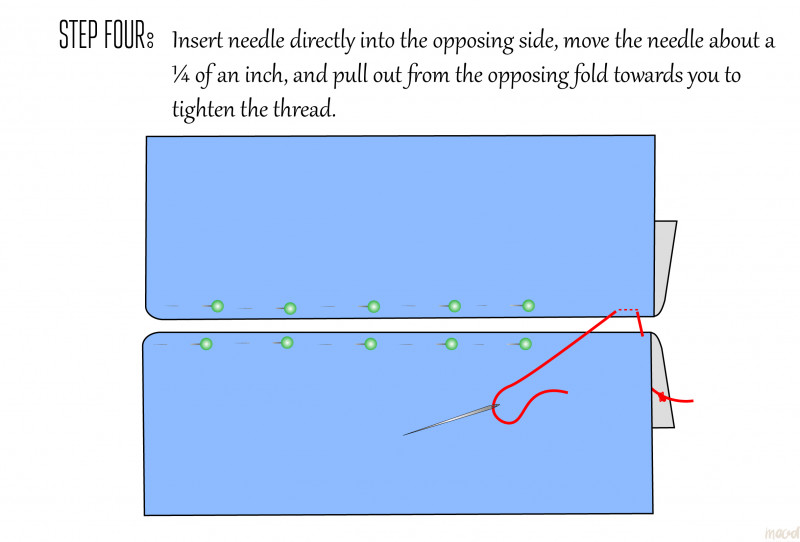 STEP FOUR:
Insert needle directly into the opposing side, move the needle about a
¼ of an inch, and pull out from the opposing fold towards you to
tighten the thread.